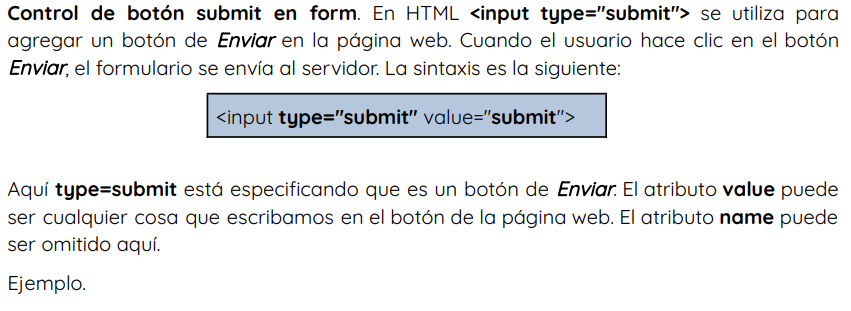 Control de botón submit en form. En HTML <input type="submit"> se utiliza para
agregar un botón de Enviar en la página web. Cuando el usuario hace clic en el botón
Enviar, el formulario se envía al servidor. La sintaxis es la siguiente:
<input type="submit" value="submit">
Aquí type=submit está especificando que es un botón de Enviar. El atributo value puede
ser cualquier cosa que escribamos en el botón de la página web. El atributo name puede
ser omitido aquí.
Ejemplo.